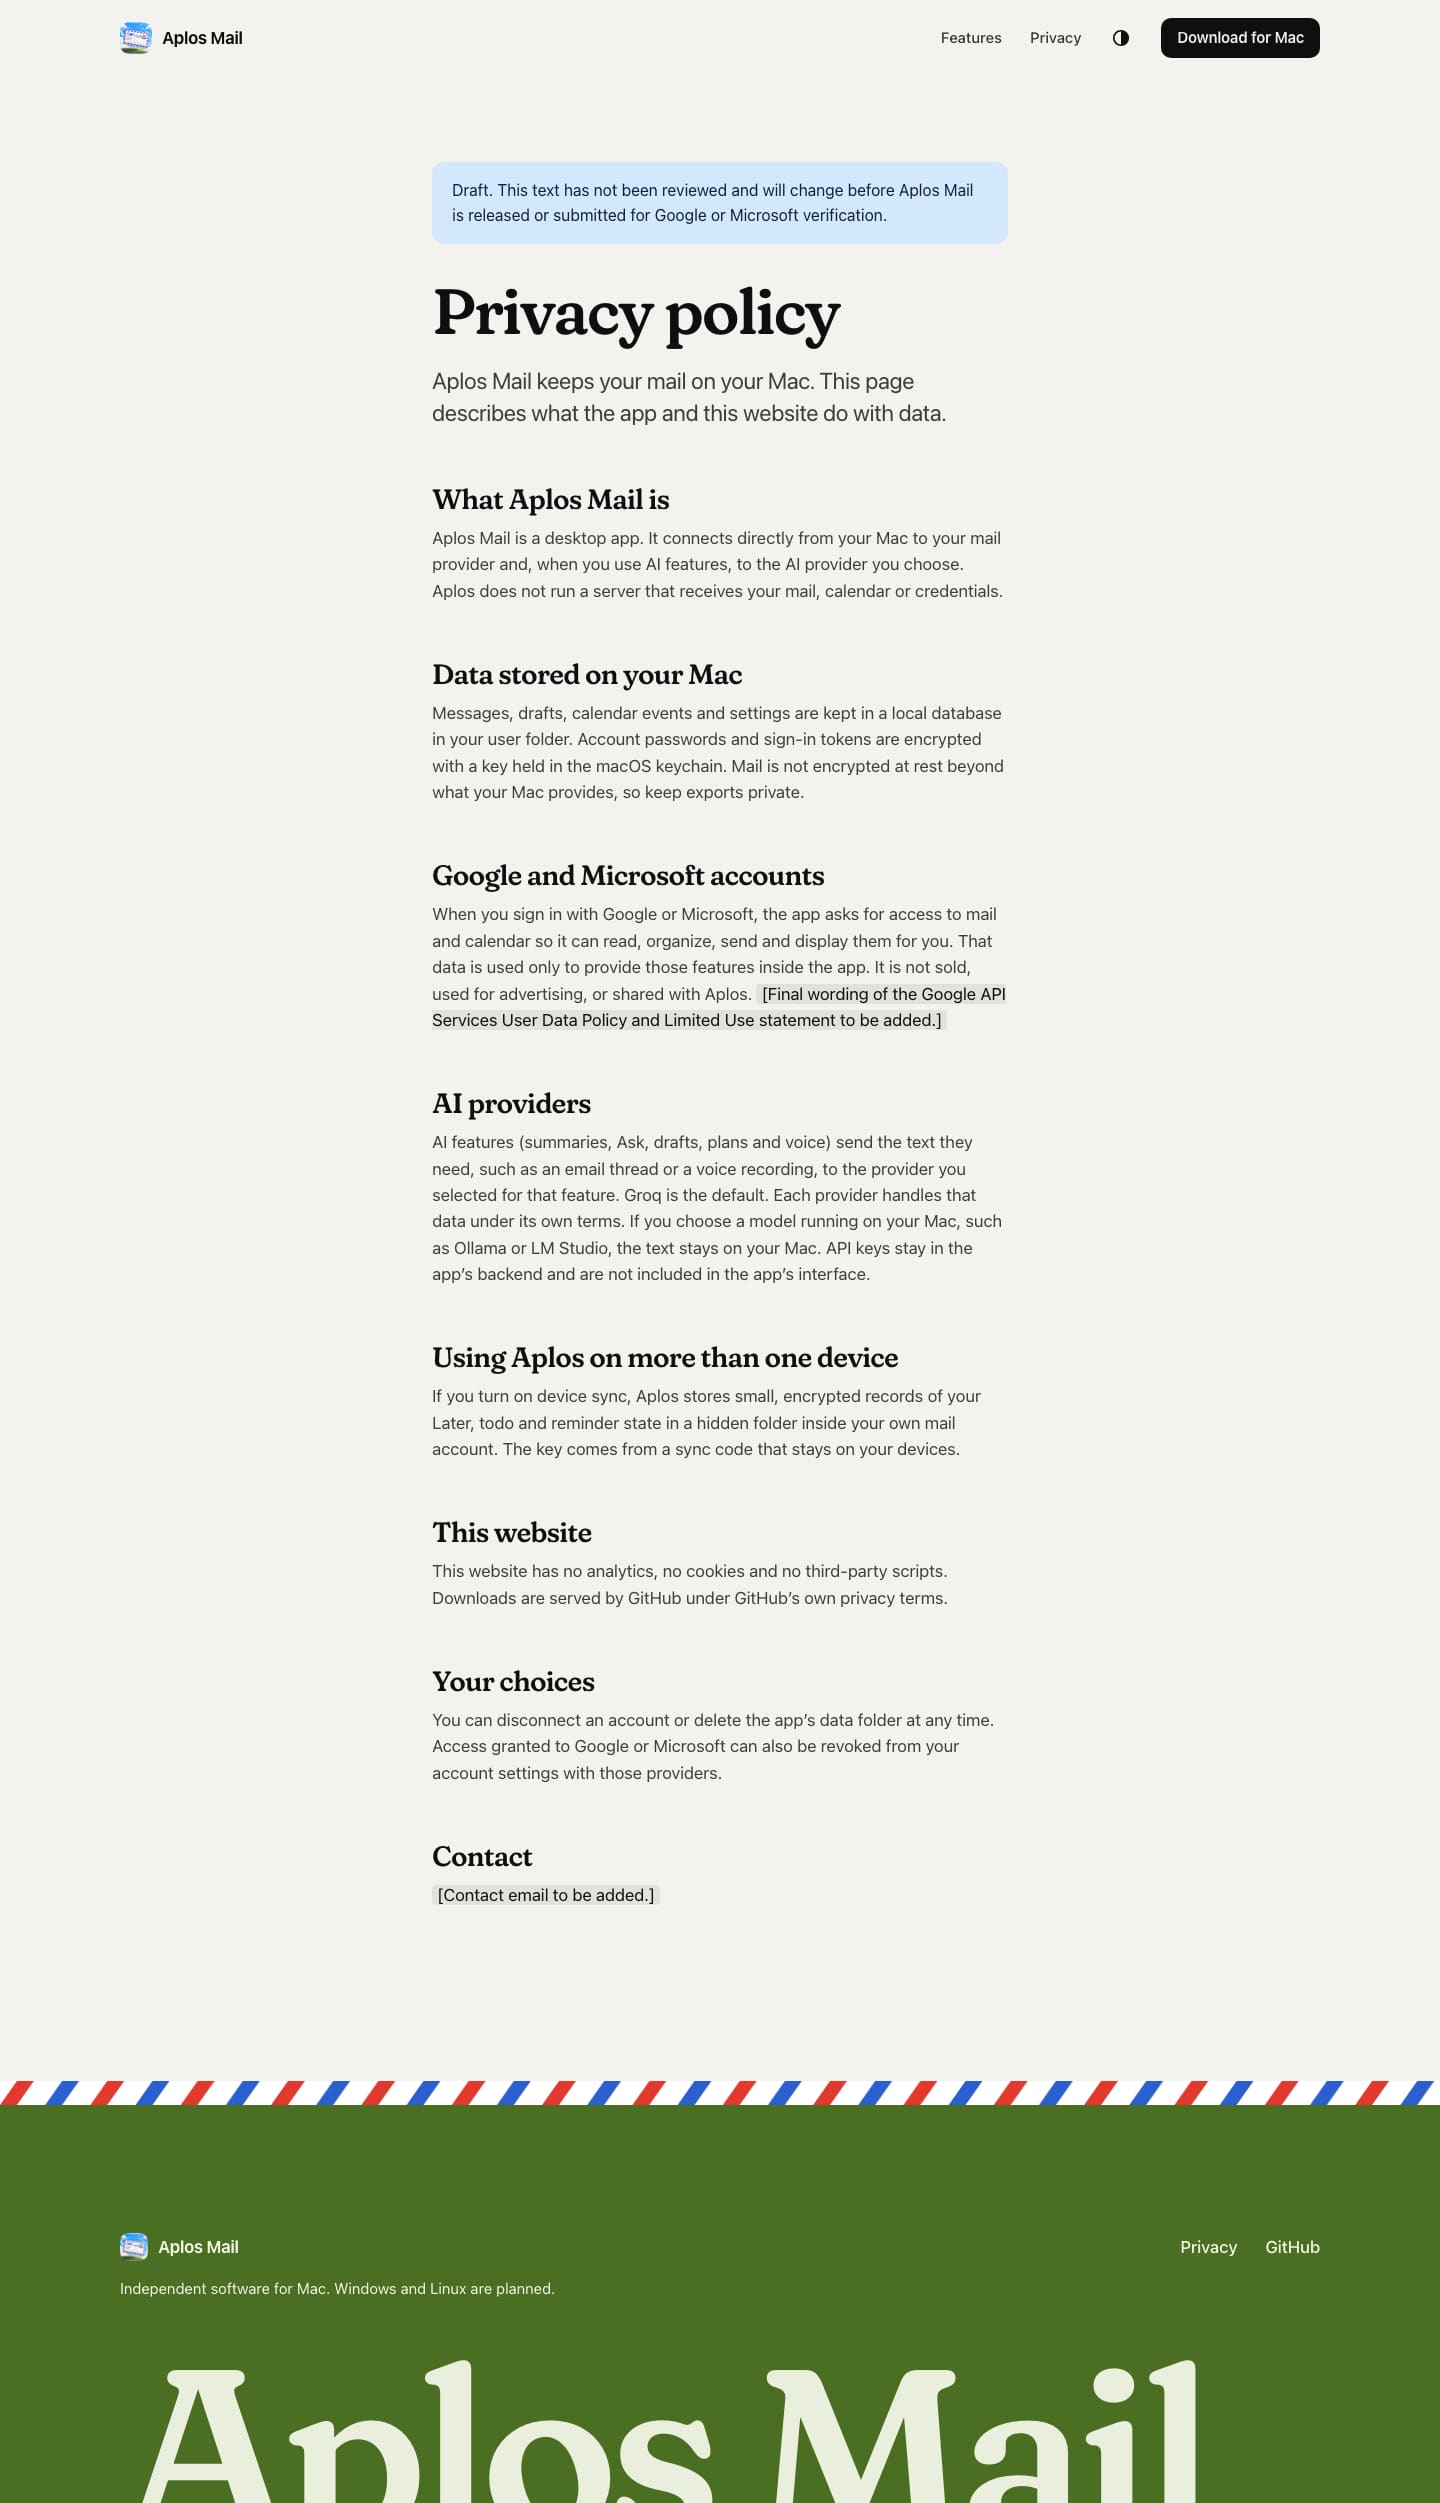 Aplos Mail
Features
Privacy
Download for Mac
Draft. This text has not been reviewed and will change before Aplos Mail
is released or submitted for Google or Microsoft verification.
Privacy policy
Aplos Mail keeps your mail on your Mac. This page
describes what the app and this website do with data.
What Aplos Mail is
Aplos Mail is a desktop app. It connects directly from your Mac to your mail
provider and, when you use AI features, to the AI provider you choose.
Aplos does not run a server that receives your mail, calendar or credentials.
Data stored on your Mac
Messages, drafts, calendar events and settings are kept in a local database
in your user folder. Account passwords and sign-in tokens are encrypted
with a key held in the macOS keychain. Mail is not encrypted at rest beyond
what your Mac provides, so keep exports private.
Google and Microsoft accounts
When you sign in with Google or Microsoft, the app asks for access to mail
and calendar so it can read, organize, send and display them for you. That
data is used only to provide those features inside the app. It is not sold,
used for advertising, or shared with Aplos. [Final wording of the Google API
Services User Data Policy and Limited Use statement to be added.]
AI providers
AI features (summaries, Ask, drafts, plans and voice) send the text they
need, such as an email thread or a voice recording, to the provider you
selected for that feature. Groq is the default. Each provider handles that
data under its own terms. If you choose a model running on your Mac, such
as Ollama or LM Studio, the text stays on your Mac. API keys stay in the
app’s backend and are not included in the app’s interface.
Using Aplos on more than one device
If you turn on device sync, Aplos stores small, encrypted records of your
Later, todo and reminder state in a hidden folder inside your own mail
account. The key comes from a sync code that stays on your devices.
This website
This website has no analytics, no cookies and no third-party scripts.
Downloads are served by GitHub under GitHub’s own privacy terms.
Your choices
You can disconnect an account or delete the app’s data folder at any time.
Access granted to Google or Microsoft can also be revoked from your
account settings with those providers.
Contact
[Contact email to be added.]
Aplos Mail
Privacy
GitHub
Independent software for Mac. Windows and Linux are planned.
Aplos Mail